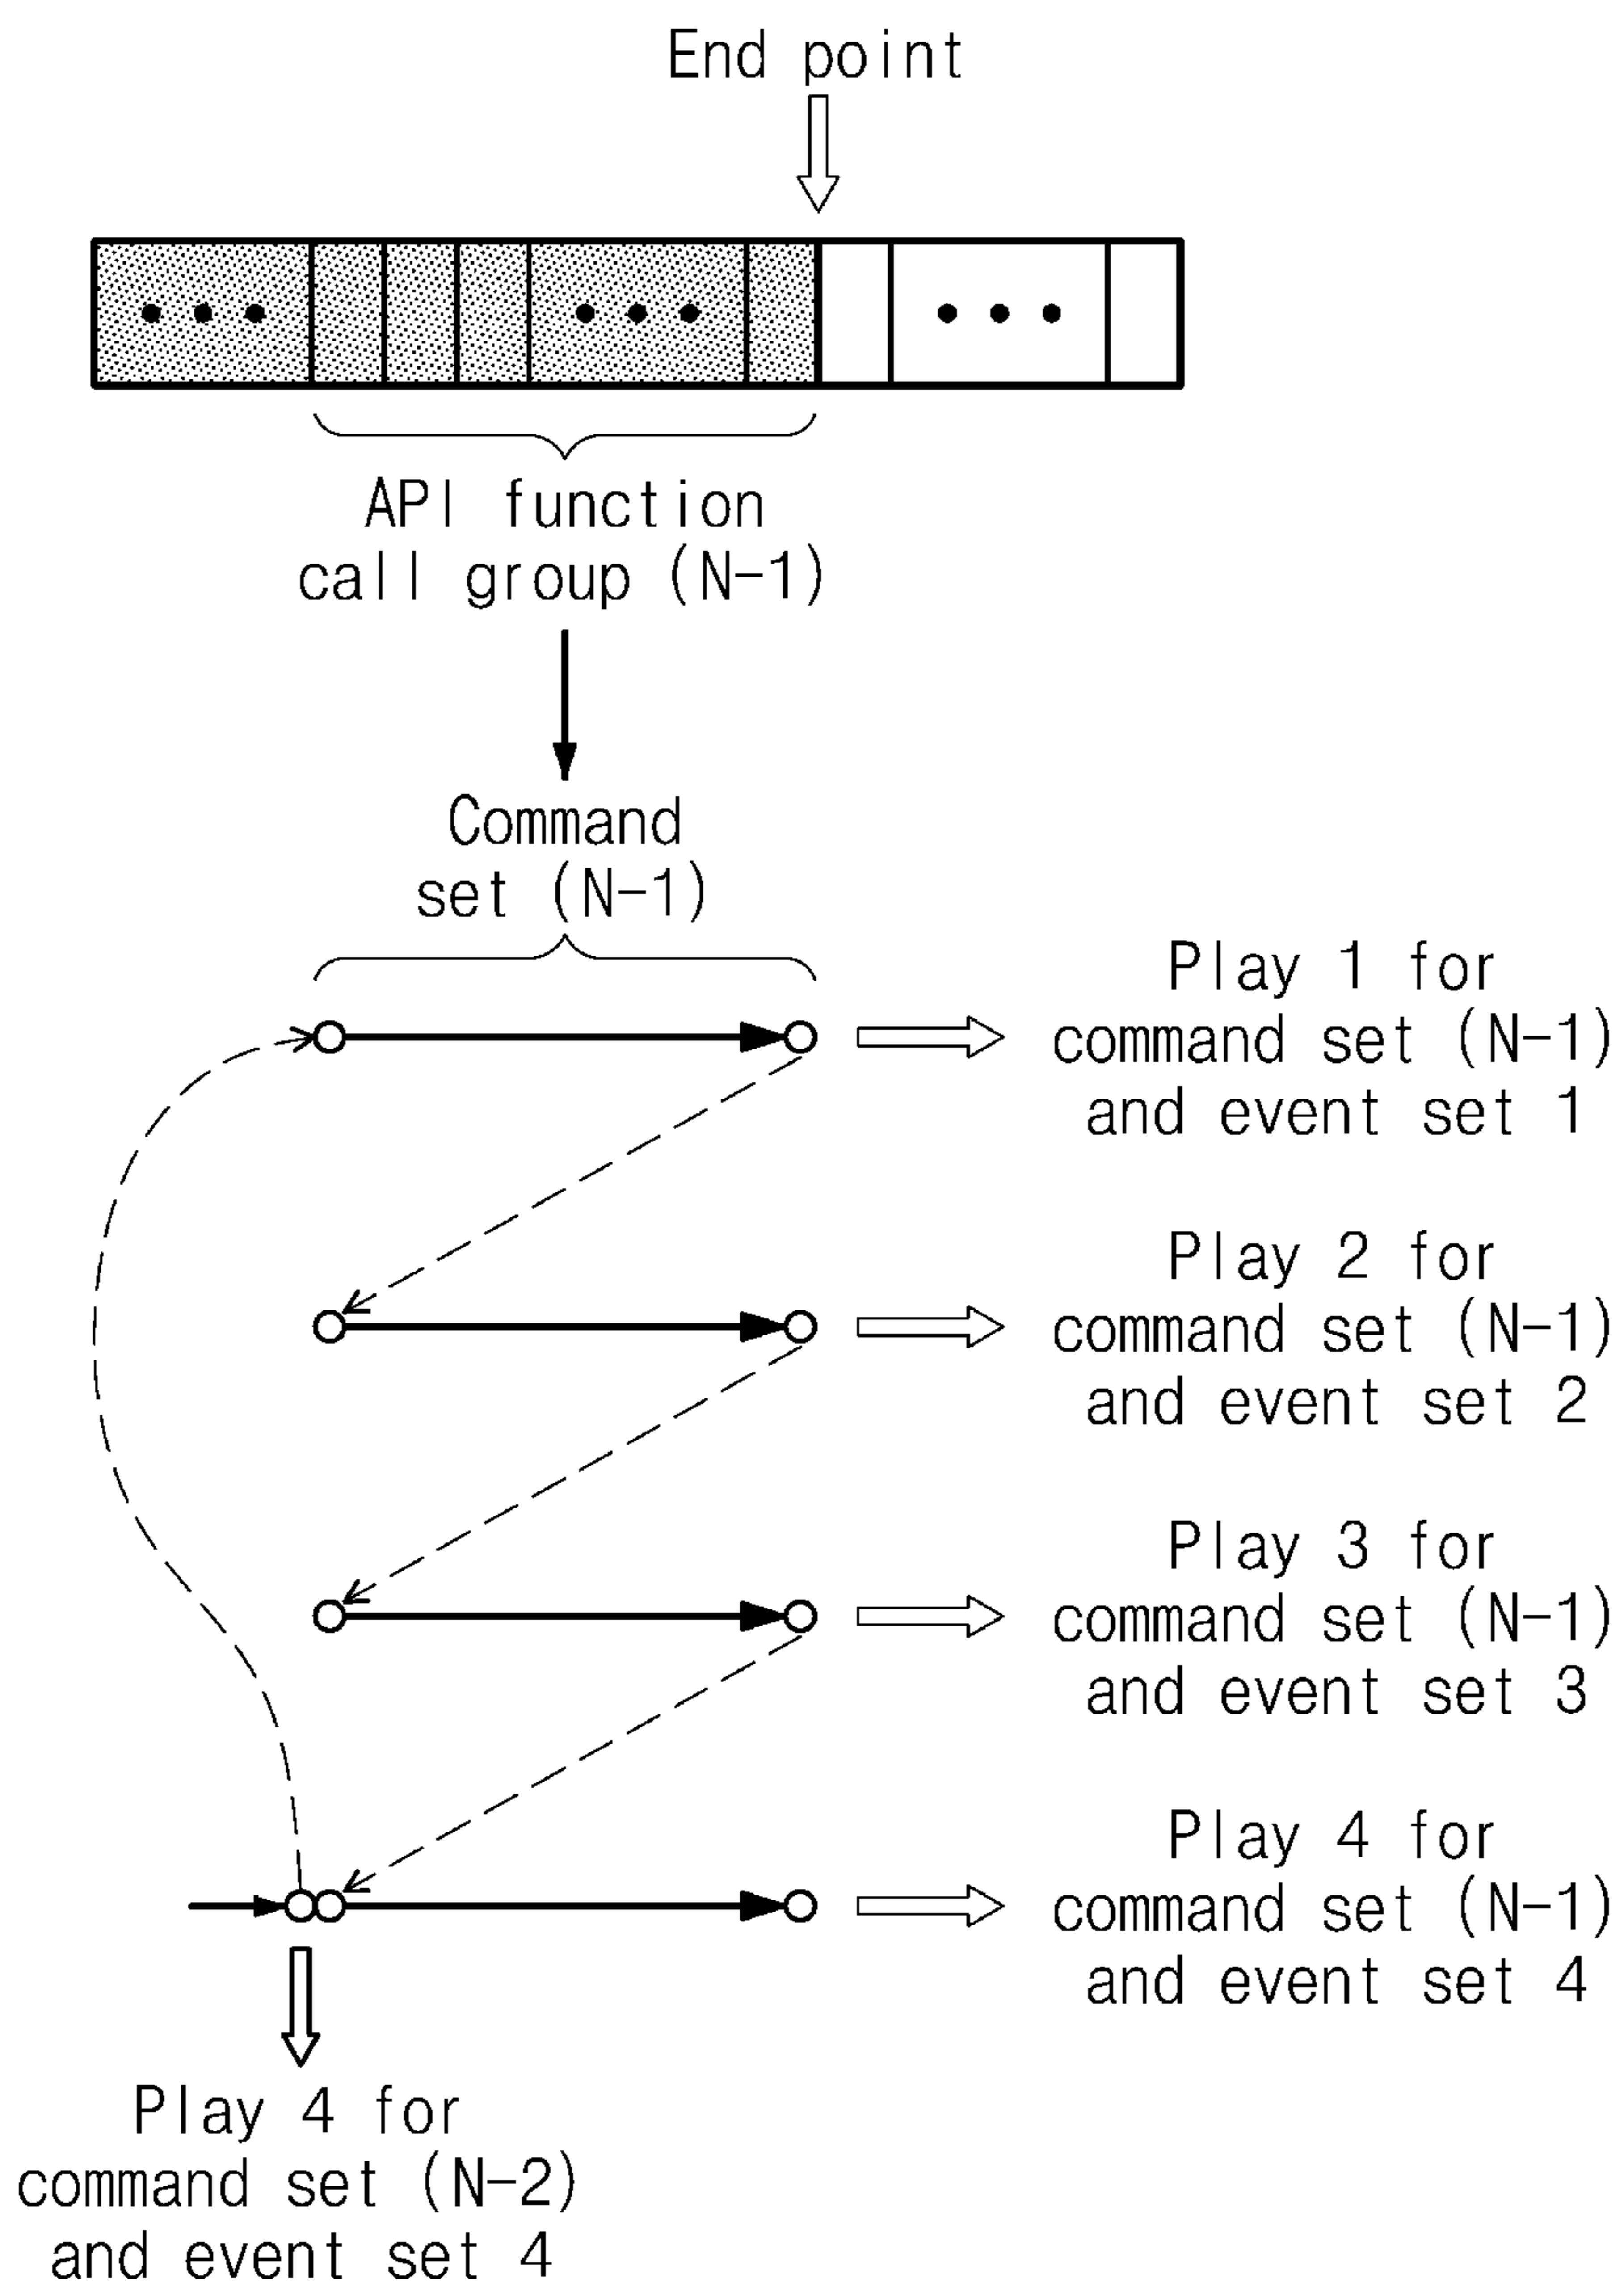 End point
API function
call group (N-1)
Command
set (N-1)
Play 1 for
command set (N-1)
and event set 1
Play 2 for
command set (N-1)
and event set 2
Play 3 for
command set (N-1)
and event set 3
Play 4 for
command set (N-1)
and event set 4
Play 4 for
command set (N-2)
and event set 4